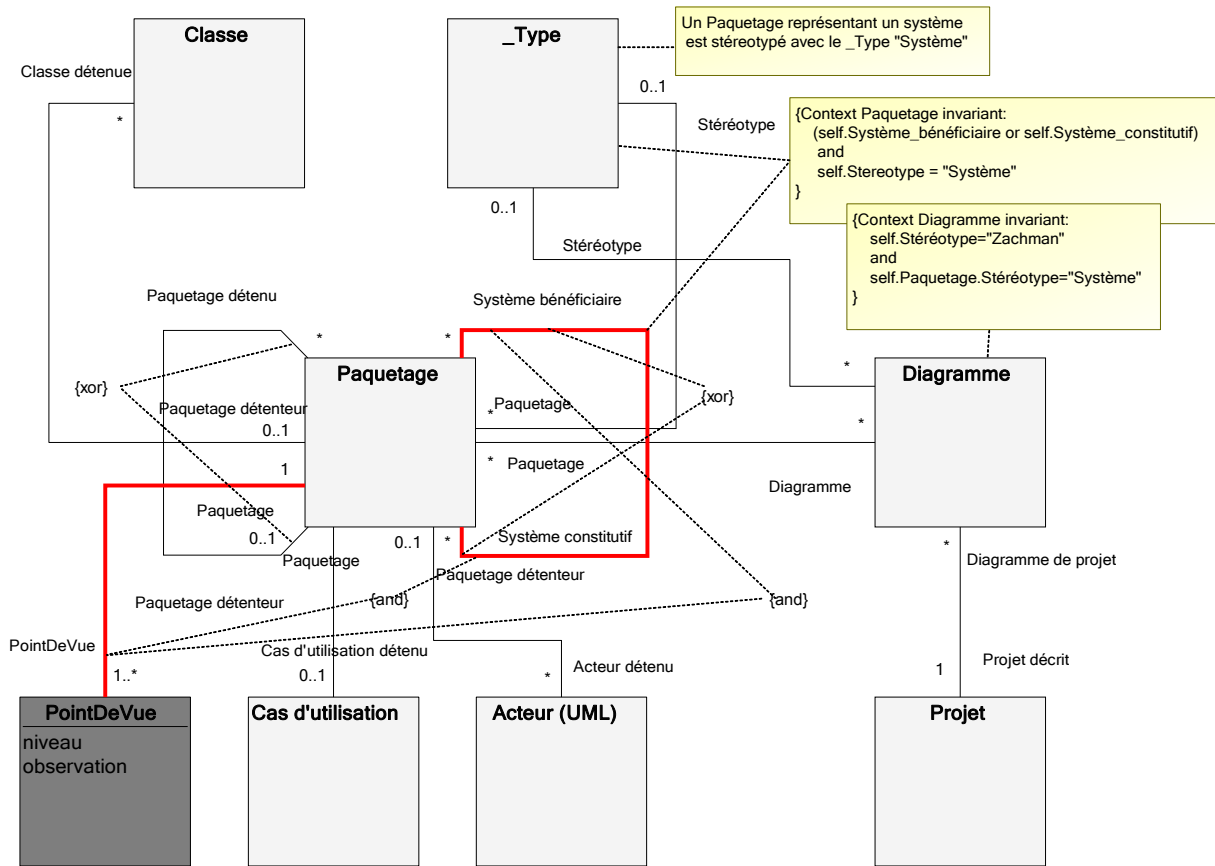 Classe
_Type
Un Paquetage représentant un système
est stéréotypé avec le _Type "Système"
Classe détenue
*
0..1
Stéréotype
{Context Paquetage invariant:
(self.Système_bénéficiaire or self.Système_constitutif)
and
self.Stereotype = "Système"
}
0..1
Stéréotype
{Context Diagramme invariant:
self.Stéréotype="Zachman"
and
self.Paquetage.Stéréotype="Système"
}
Paquetage détenu
Système bénéficiaire
*
*
Paquetage
*
Diagramme
{xor}
Paquetage détenteur
Paquetage
{xor}
*
0..1
*
1
*
Paquetage
Diagramme
Paquetage
0..1
Système constitutif
0..1
*
*
Paquetage
Paquetage détenteur
Diagramme de projet
Paquetage détenteur
{and}
{and}
PointDeVue
Cas d'utilisation détenu
Acteur détenu
Projet décrit
1..*
0..1
*
1
PointDeVue
Cas d'utilisation
Acteur (UML)
Projet
niveau
observation